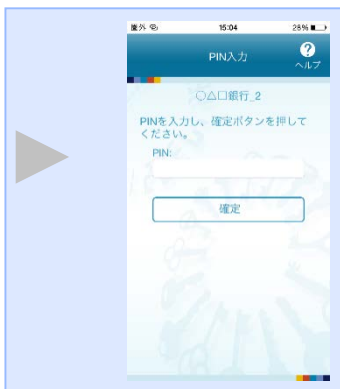 圏外 15:04 28%
PIN入力
?
ヘルプ
○△□銀行_2
PINを入力し、確定ボタンを押して
ください。
PIN:
確定